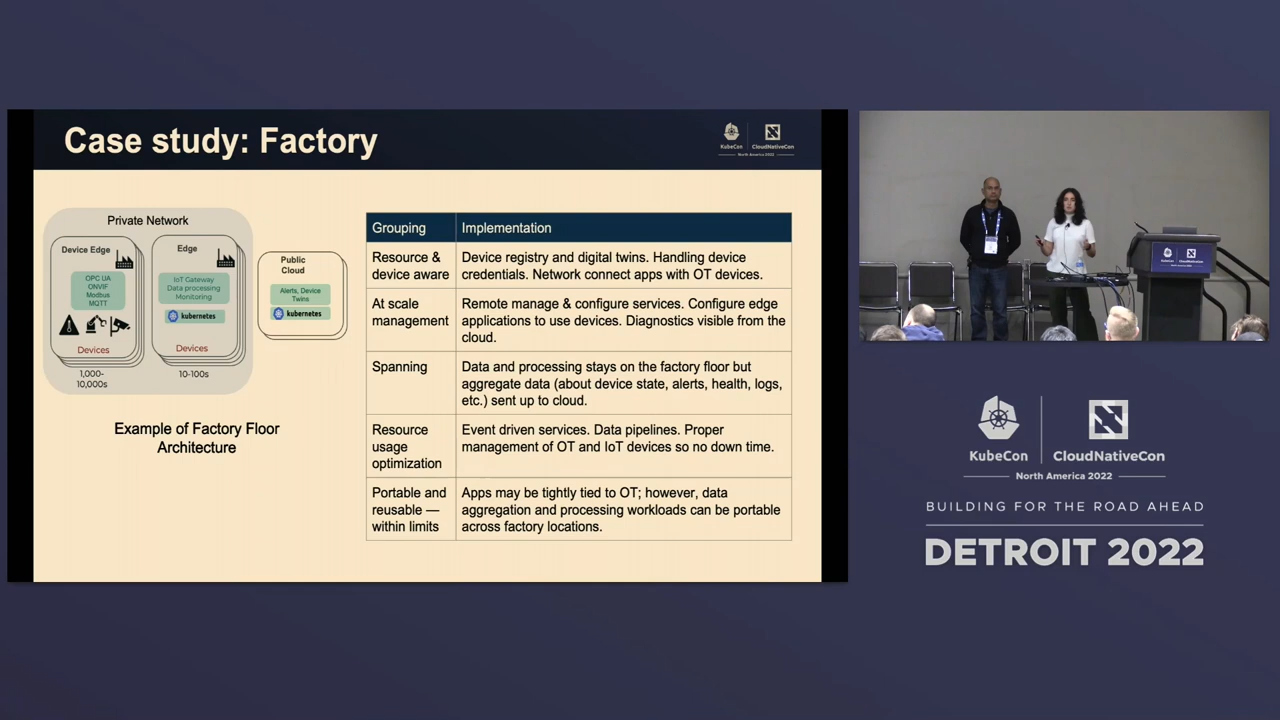 Case study: Factory
KubeCon
CloudNativeCon
North America 2022
Private Network
Device Edge
OPC UA
ONVIF
Modbus
MQTT
Devices
1,000-
10,000s
Edge
IoT Gateway
Data processing
Monitoring
kubernetes
Devices
10-100s
Public
Cloud
Alerts, Device
Twins
kubernetes
Example of Factory Floor
Architecture
Grouping
Implementation
Resource &
device aware
Device registry and digital twins. Handling device
credentials. Network connect apps with OT devices.
At scale
management
Remote manage & configure services. Configure edge
applications to use devices. Diagnostics visible from the
cloud.
Spanning
Data and processing stays on the factory floor but
aggregate data (about device state, alerts, health, logs,
etc.) sent up to cloud.
Resource
usage
optimization
Event driven services. Data pipelines. Proper
management of OT and IoT devices so no down time.
Portable and
reusable —
within limits
Apps may be tightly tied to OT; however, data
aggregation and processing workloads can be portable
across factory locations.
KubeCon
CloudNativeCon
North America 2022
BUILDING FOR THE ROAD AHEAD
DETROIT 2022